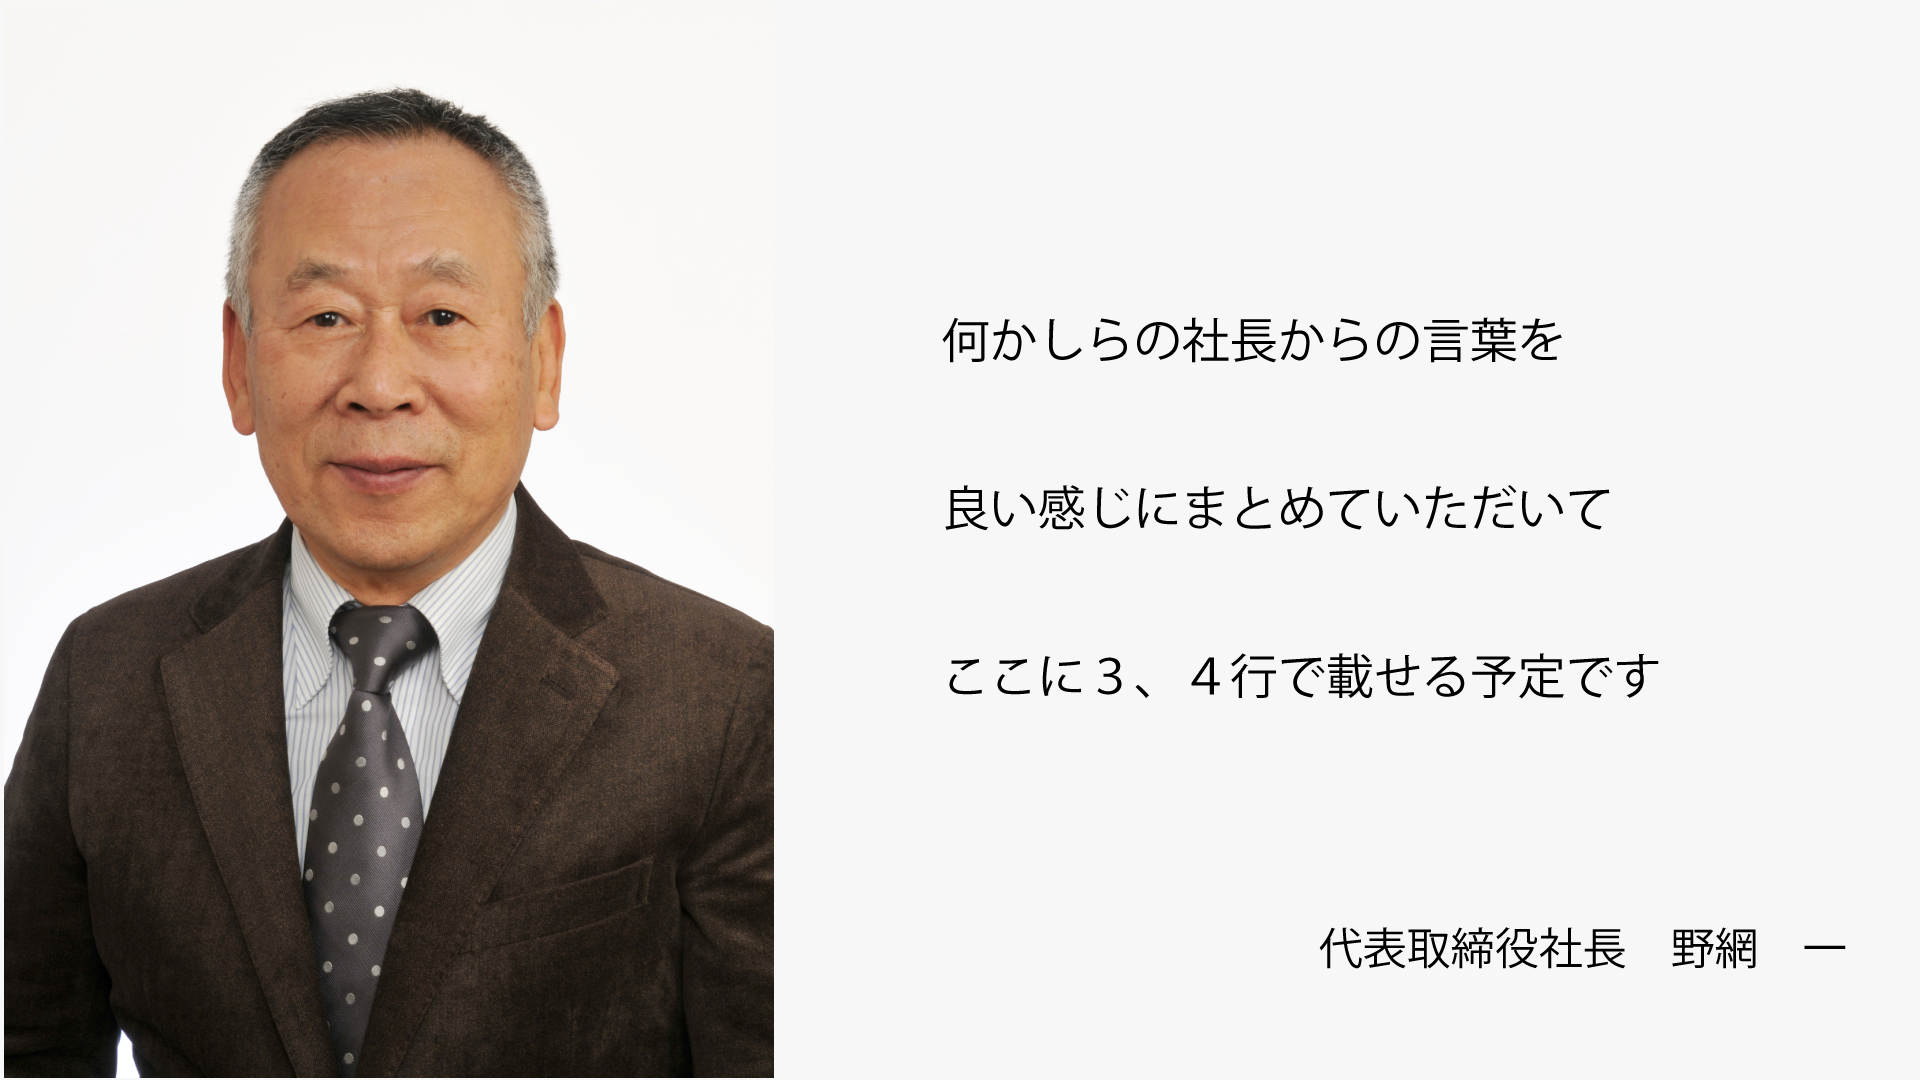 何かしらの社長からの言葉を
良い感じにまとめていただいて
ここに３、４行で載せる予定です
代表取締役社長　野網　一